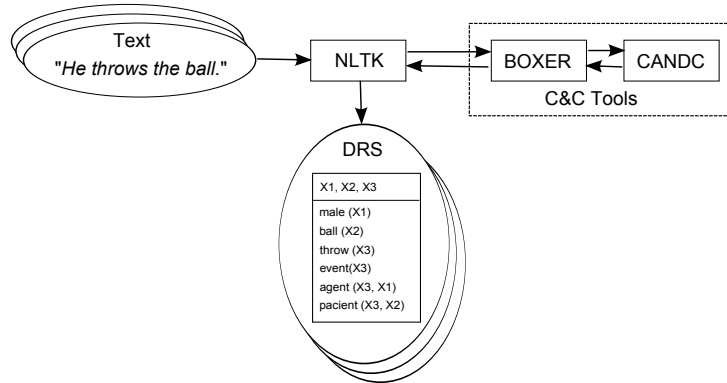 Text
"He throws the ball."
NLTK
BOXER
CANDC
C&C Tools
DRS
X1, X2, X3
male (X1)
ball (X2)
throw (X3)
event(X3)
agent (X3, X1)
pacient (X3, X2)